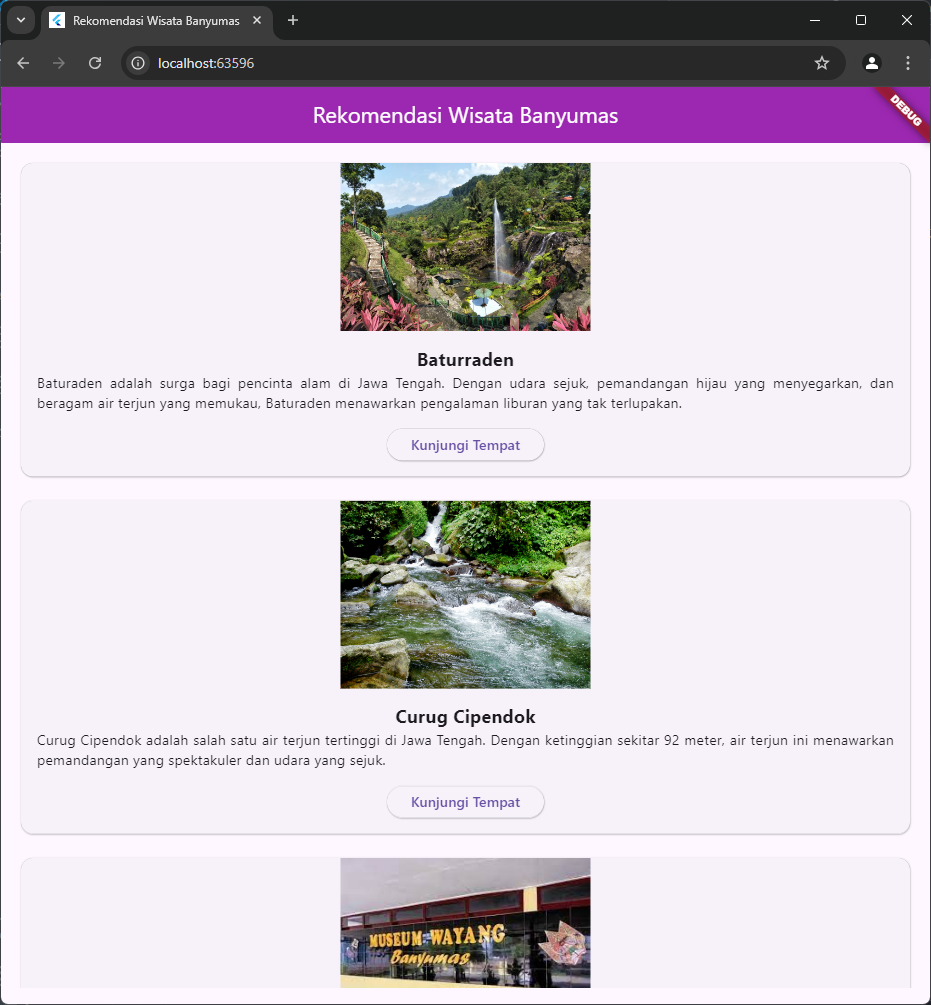 Rekomendasi Wisata Banyumas
localhost:63596
Rekomendasi Wisata Banyumas
DEBUG
Baturraden
Baturaden adalah surga bagi pencinta alam di Jawa Tengah. Dengan udara sejuk, pemandangan hijau yang menyegarkan, dan
beragam air terjun yang memukau, Baturaden menawarkan pengalaman liburan yang tak terlupakan.
Kunjungi Tempat
Curug Cipendok
Curug Cipendok adalah salah satu air terjun tertinggi di Jawa Tengah. Dengan ketinggian sekitar 92 meter, air terjun ini menawarkan
pemandangan yang spektakuler dan udara yang sejuk.
Kunjungi Tempat
MUSEUM WAYANG
Banyumas